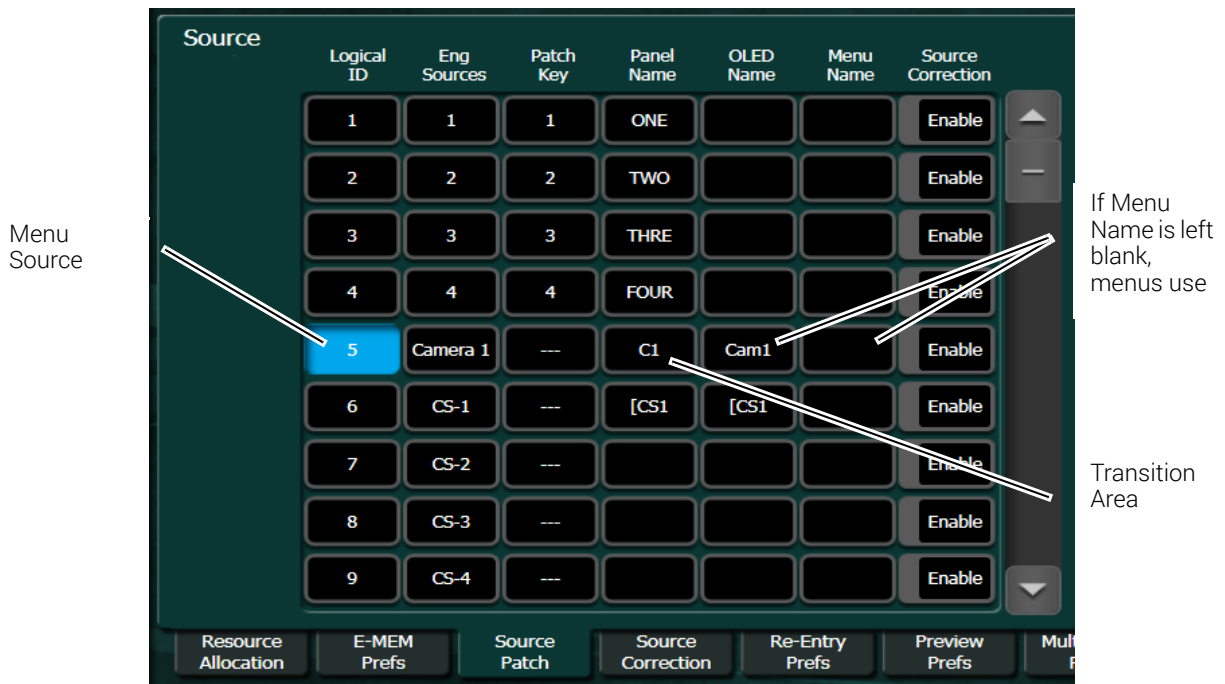 Source
Logical ID Eng Sources Patch Key Panel Name OLED Name Menu Name Source Correction
1 1 1 ONE Enable
2 2 2 TWO Enable
3 3 3 THRE Enable
4 4 4 FOUR Enable
5 Camera 1 --- C1 Cam1 Enable
6 CS-1 --- [CS1 [CS1 Enable
7 CS-2 --- Enable
8 CS-3 --- Enable
9 CS-4 --- Enable
Resource Allocation E-MEM Prefs Source Patch Source Correction Re-Entry Prefs Preview Prefs
Menu
Source
If Menu
Name is left
blank,
menus use
Transition
Area